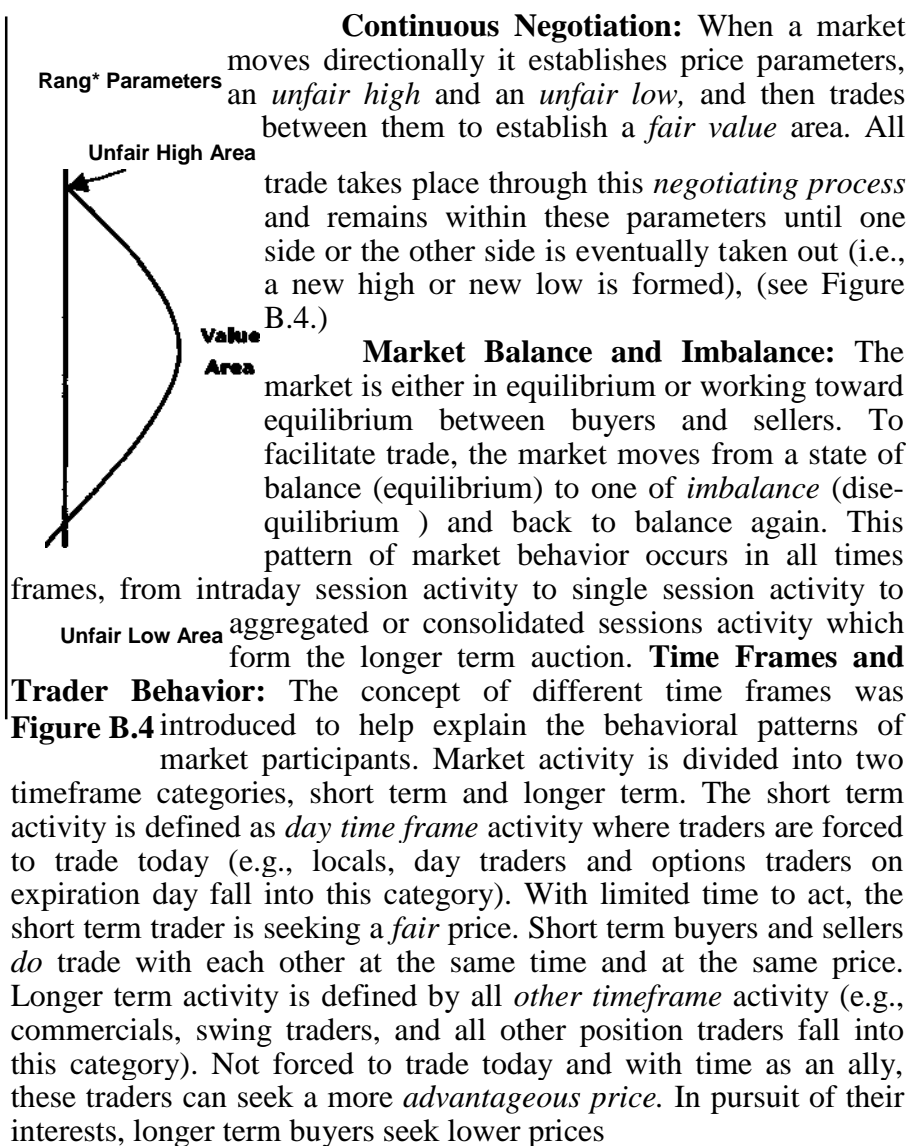 Continuous Negotiation: When a market
moves directionally it establishes price parameters,
Rang* Parameters
an unfair high and an unfair low, and then trades
between them to establish a fair value area. All
Unfair High Area
trade takes place through this negotiating process
and remains within these parameters until one
side or the other side is eventually taken out (i.e.,
a new high or new low is formed), (see Figure
B.4.)
Value
Area
Market Balance and Imbalance: The
market is either in equilibrium or working toward
equilibrium between buyers and sellers. To
facilitate trade, the market moves from a state of
balance (equilibrium) to one of imbalance (dise-
quilibrium ) and back to balance again. This
pattern of market behavior occurs in all times
frames, from intraday session activity to single session activity to
Unfair Low Area
aggregated or consolidated sessions activity which
form the longer term auction. Time Frames and
Trader Behavior: The concept of different time frames was
Figure B.4
introduced to help explain the behavioral patterns of
market participants. Market activity is divided into two
timeframe categories, short term and longer term. The short term
activity is defined as day time frame activity where traders are forced
to trade today (e.g., locals, day traders and options traders on
expiration day fall into this category). With limited time to act, the
short term trader is seeking a fair price. Short term buyers and sellers
do trade with each other at the same time and at the same price.
Longer term activity is defined by all other timeframe activity (e.g.,
commercials, swing traders, and all other position traders fall into
this category). Not forced to trade today and with time as an ally,
these traders can seek a more advantageous price. In pursuit of their
interests, longer term buyers seek lower prices